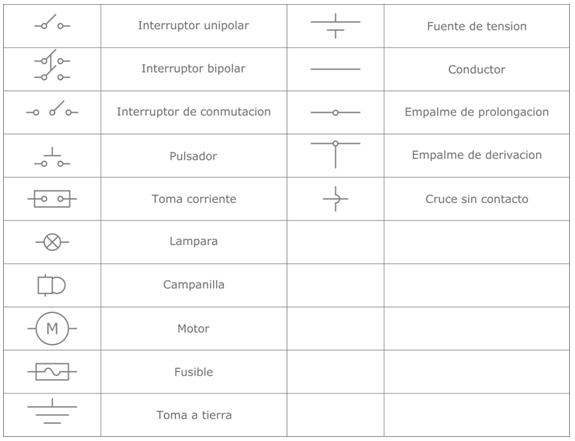 Interruptor unipolar
Fuente de tension
Interruptor bipolar
Conductor
Interruptor de conmutacion
Empalme de prolongacion
Pulsador
Empalme de derivacion
Toma corriente
Cruce sin contacto
Lampara
Campanilla
M
Motor
Fusible
Toma a tierra